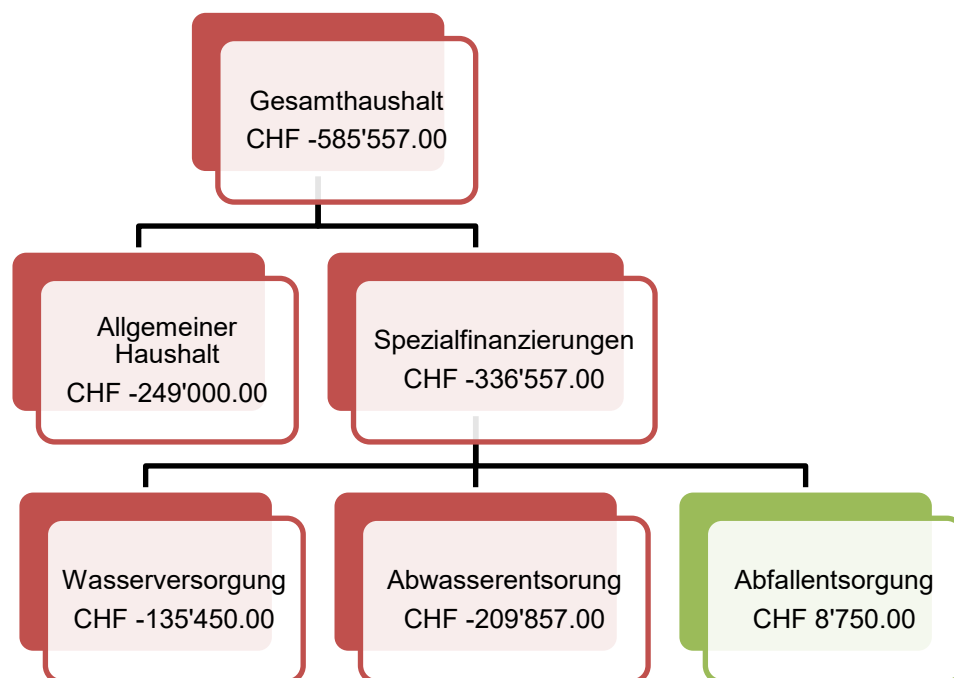 Gesamthaushalt
CHF -585'557.00
Allgemeiner
Haushalt
CHF -249'000.00
Spezialfinanzierungen
CHF -336'557.00
Wasserversorgung
CHF -135'450.00
Abwasserentsorung
CHF -209'857.00
Abfallentsorgung
CHF 8'750.00